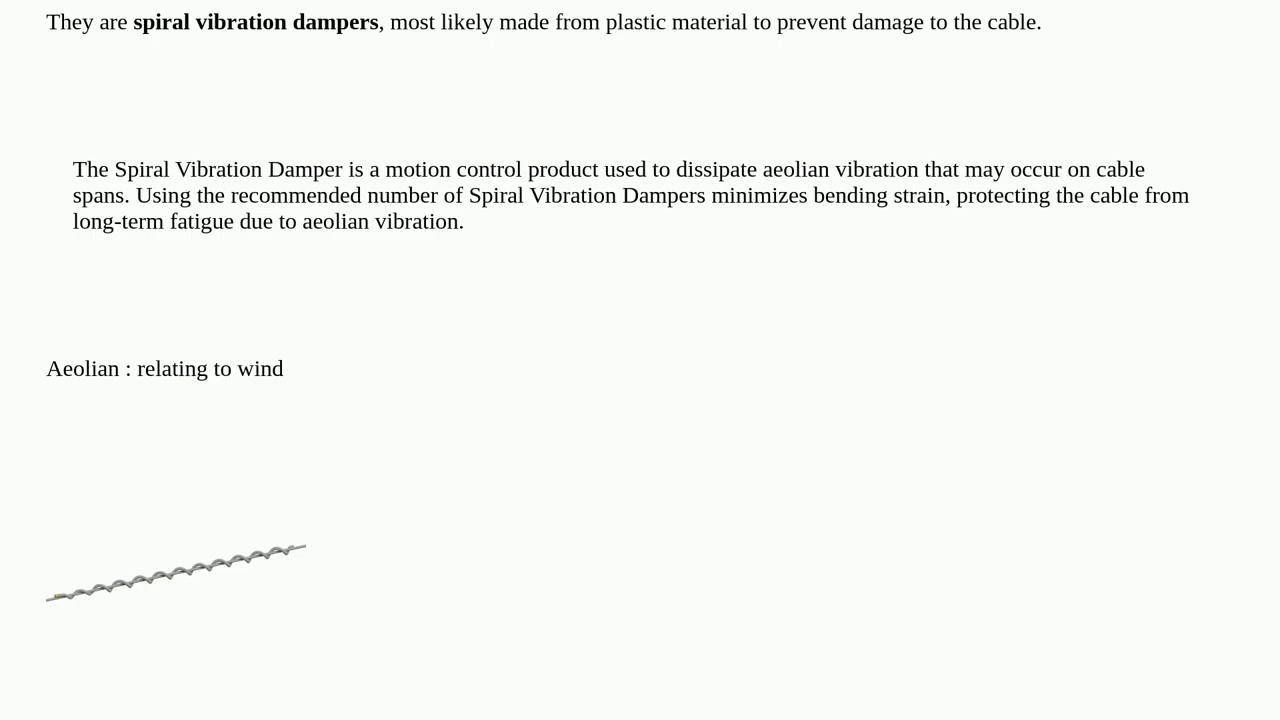 They are spiral vibration dampers, most likely made from plastic material to prevent damage to the cable.
The Spiral Vibration Damper is a motion control product used to dissipate aeolian vibration that may occur on cable
spans. Using the recommended number of Spiral Vibration Dampers minimizes bending strain, protecting the cable from
long-term fatigue due to aeolian vibration.
Aeolian : relating to wind